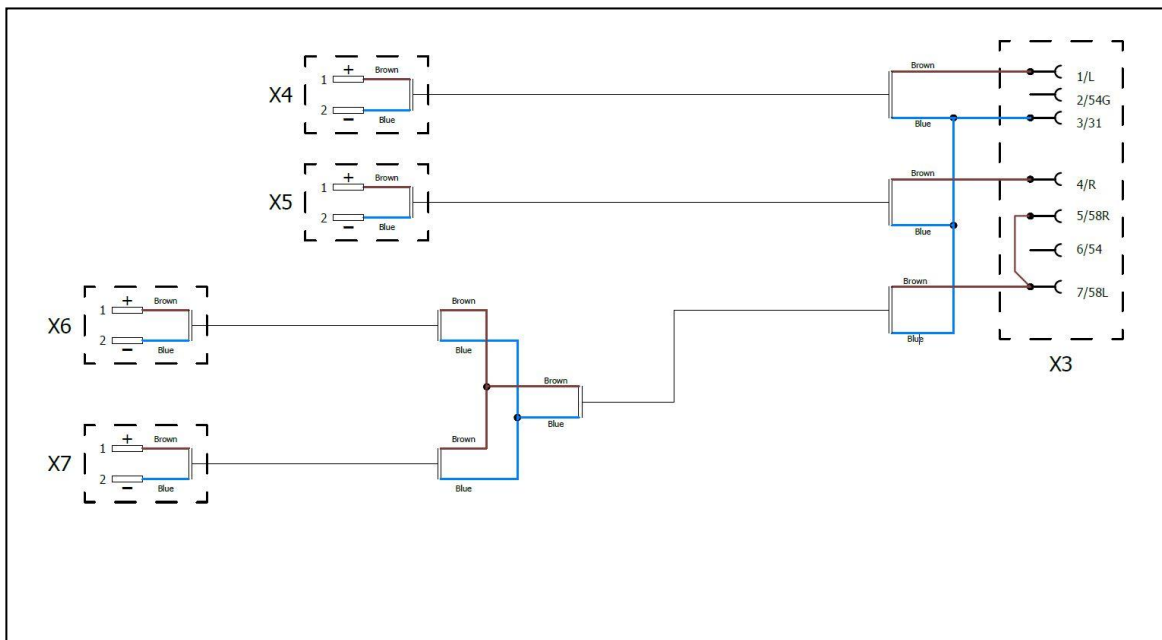 X4
1
+
Brown
2
–
Blue
Brown
Blue
X3
1/L
2/54G
3/31
4/R
5/58R
6/54
7/58L
X5
1
+
Brown
2
–
Blue
Brown
Blue
X6
1
+
Brown
2
–
Blue
Brown
Blue
Brown
Blue
Brown
Blue
X7
1
+
Brown
2
–
Blue
Brown
Blue